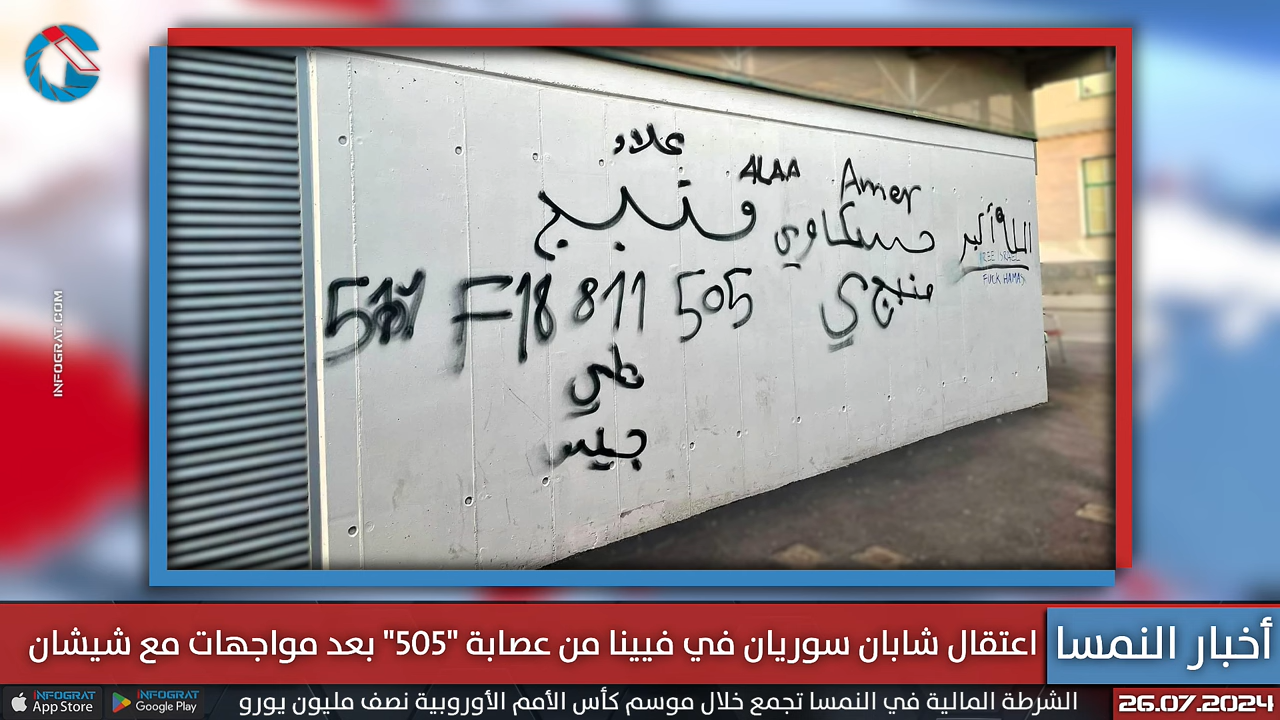 علاء
ALAA
Amer
منبج
حسكاوي
الله أكبر
FREE ISRAEL
FUCK HAMAS
منبجي
F18 811 505
طي
جيس
INFOGRAT.COM
أخبار النمسا
اعتقال شابان سوريان في فيينا من عصابة "505" بعد مواجهات مع شيشان
26.07.2024
الشرطة المالية في النمسا تجمع خلال موسم كأس الأمم الأوروبية نصف مليون يورو
INFOGRAT
App Store
INFOGRAT
Google Play